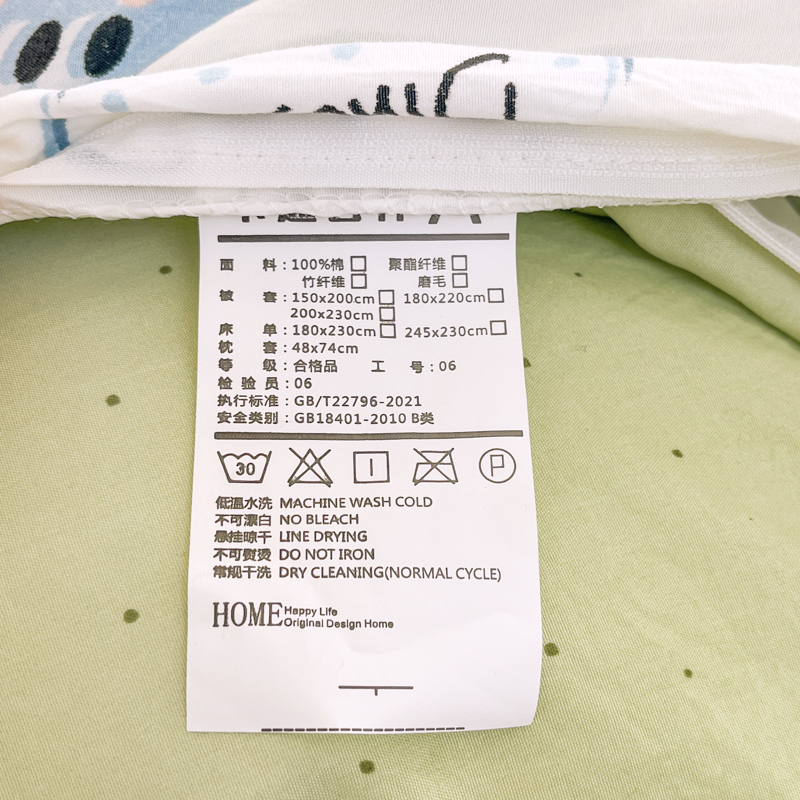 面 料：100%棉 □ 聚酯纤维 □
竹纤维 □ 磨毛 □
被 套：150x200cm □ 180x220cm □
200x230cm □
床 单：180x230cm □ 245x230cm □
枕 套：48x74cm
等 级：合格品 工 号：06
检 验 员：06
执行标准：GB/T22796-2021
安全类别：GB18401-2010 B类
30 P
低温水洗 MACHINE WASH COLD
不可漂白 NO BLEACH
悬挂晾干 LINE DRYING
不可熨烫 DO NOT IRON
常规干洗 DRY CLEANING(NORMAL CYCLE)
HOME Happy Life
Original Design Home